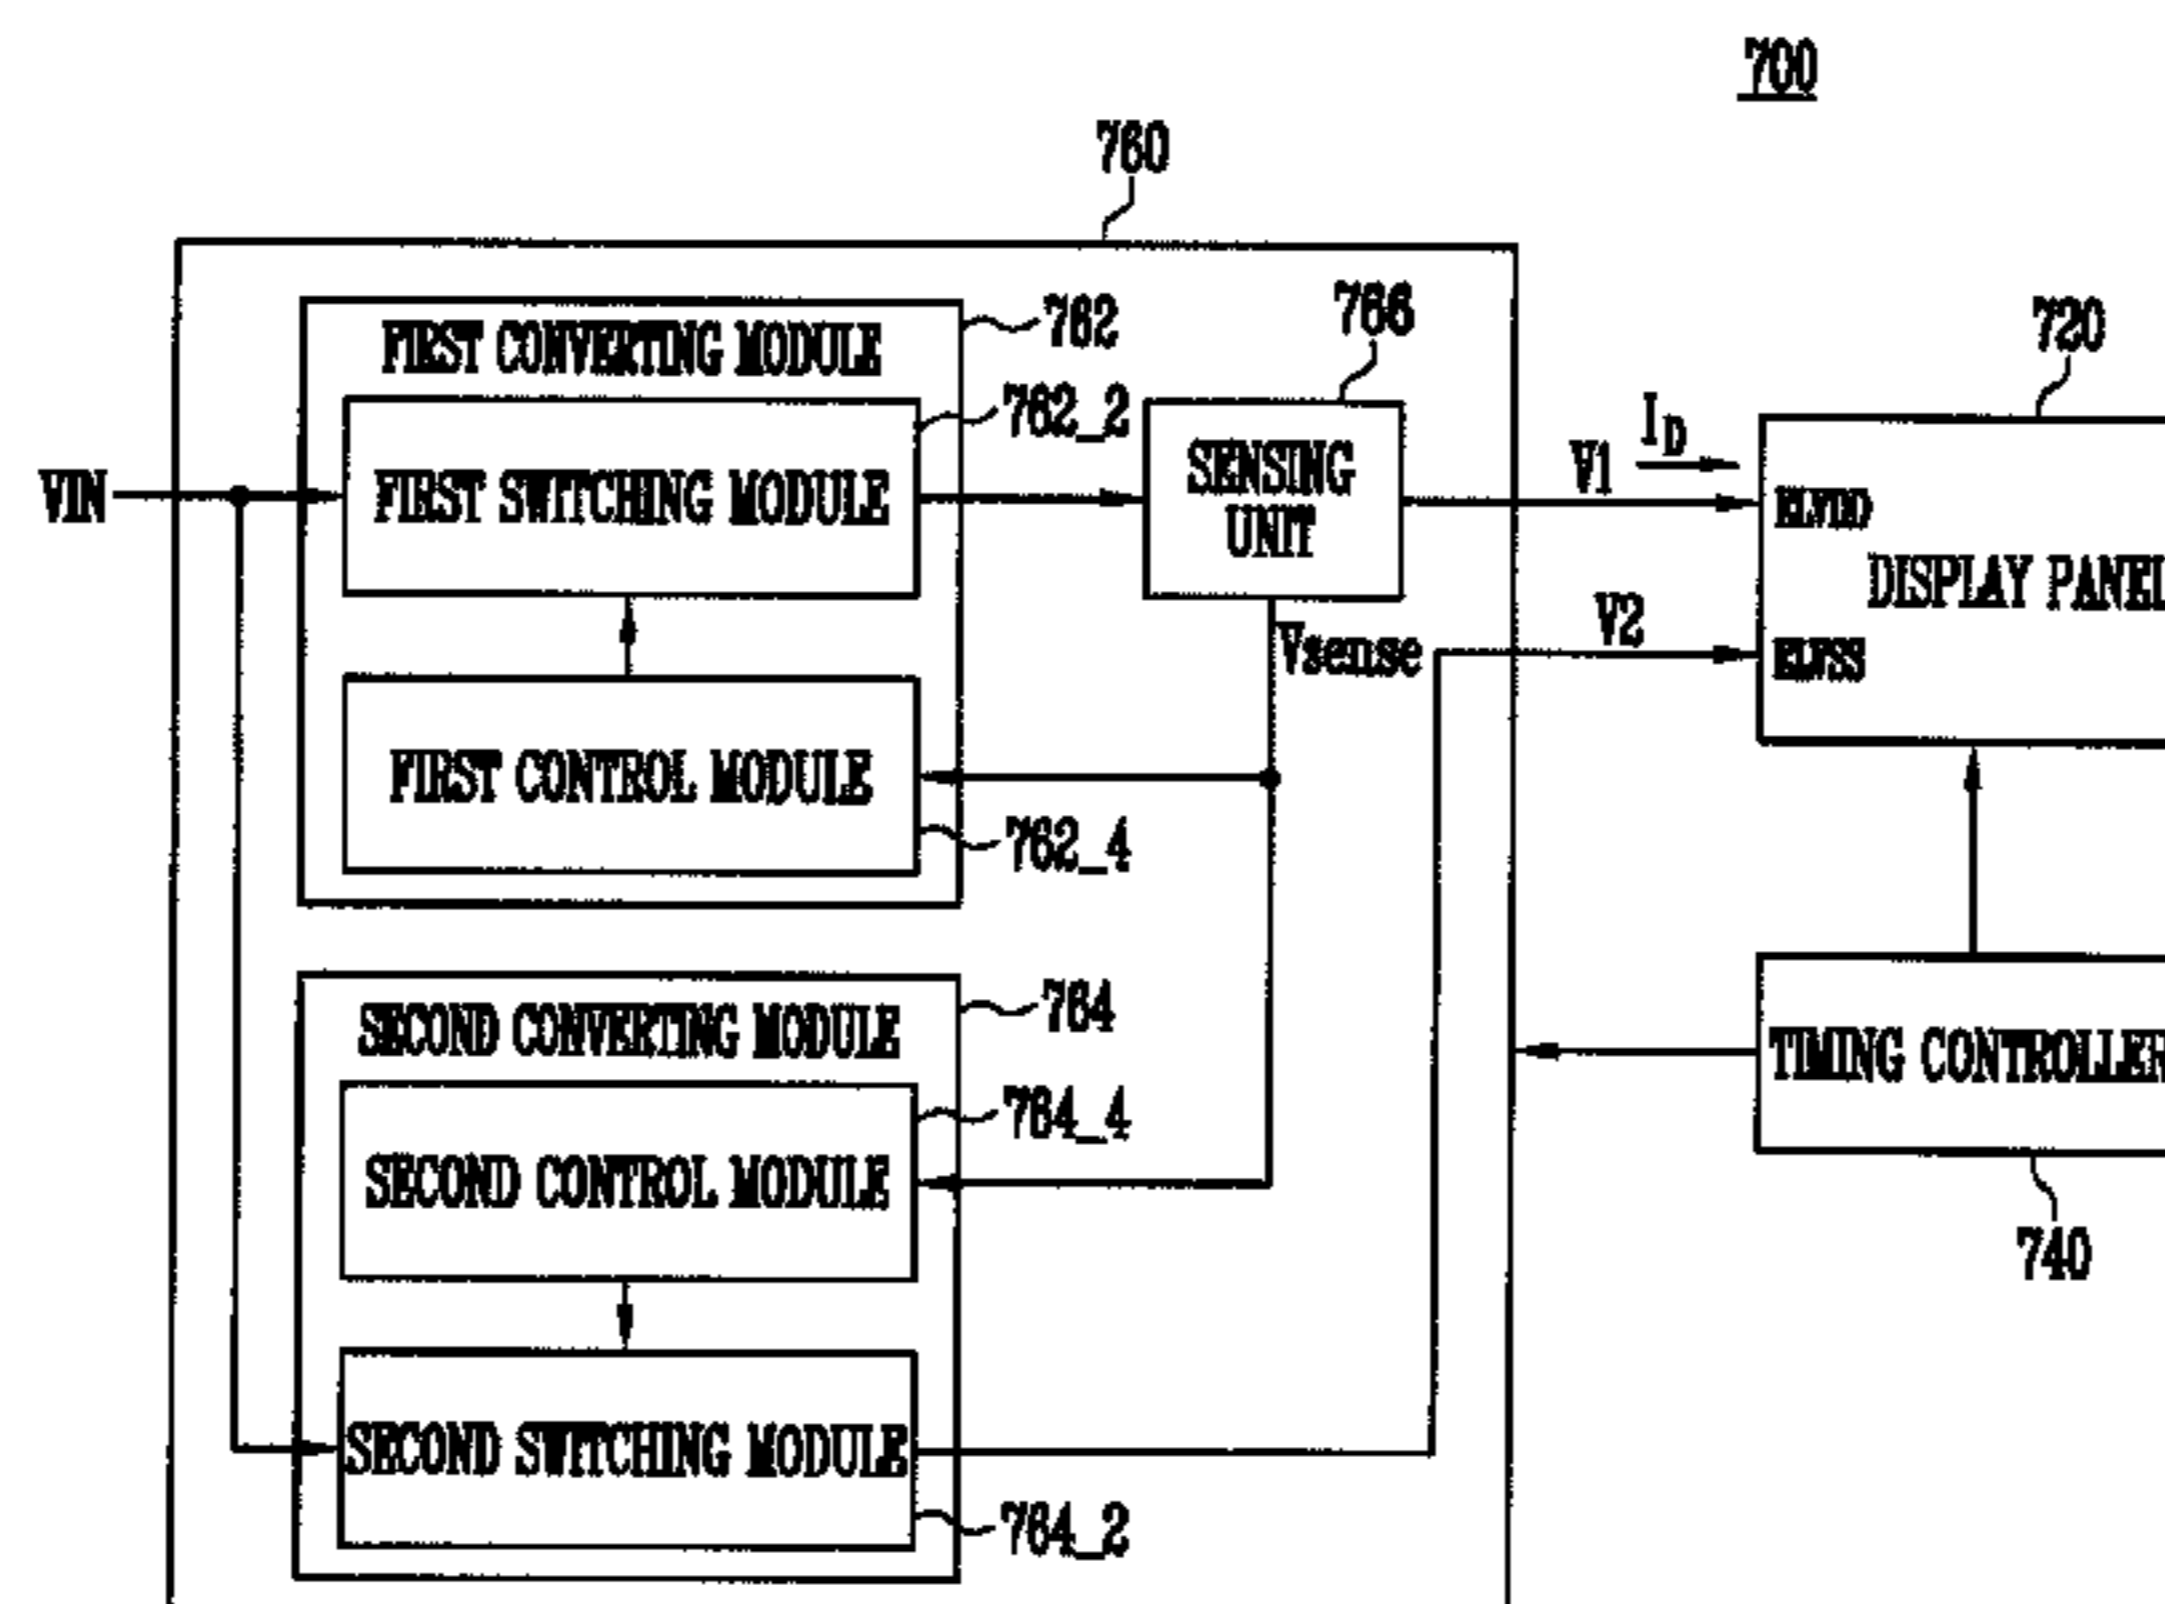 700
760
FIRST CONVERTING MODULE
762
766
720
762_2
VIN
FIRST SWITCHING MODULE
SENSING
UNIT
V1
ID
ELVDD
DISPLAY PANEL
V2
Vsense
ELVSS
FIRST CONTROL MODULE
762_4
SECOND CONVERTING MODULE
764
764_4
TIMING CONTROLLER
SECOND CONTROL MODULE
740
SECOND SWITCHING MODULE
764_2